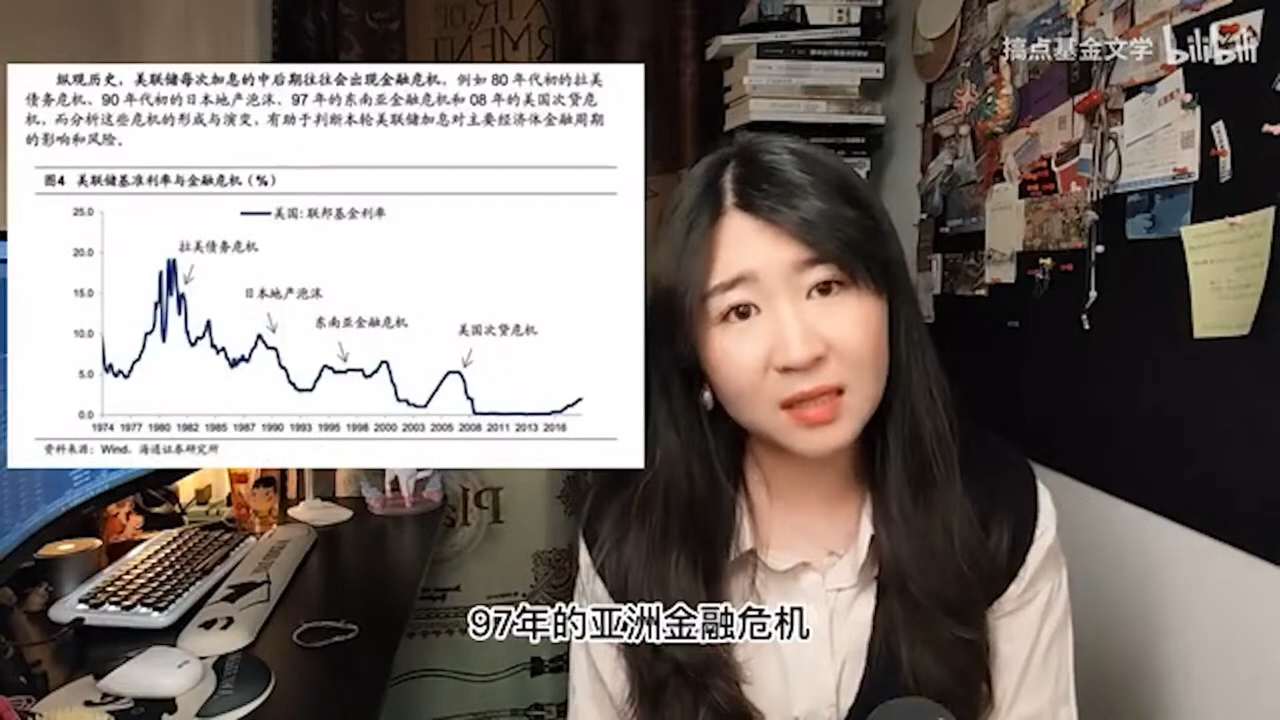 搞点基金文学 bilibili
纵观历史，美联储每次加息的中后期往往会出现金融危机。例如 80 年代初的拉美
债务危机、90 年代初的日本地产泡沫、97 年的东南亚金融危机和 08 年的美国次贷危
机。而分析这些危机的形成与演变，有助于判断本轮美联储加息对主要经济体金融周期
的影响和风险。
图4 美联储基准利率与金融危机（%）
25.0
美国：联邦基金利率
20.0
拉美债务危机
15.0
日本地产泡沫
东南亚金融危机
美国次贷危机
10.0
5.0
0.0
1974 1977 1980 1982 1985 1987 1990 1993 1995 1998 2000 2003 2005 2008 2011 2013 2016
资料来源：Wind，海通证券研究所
97年的亚洲金融危机